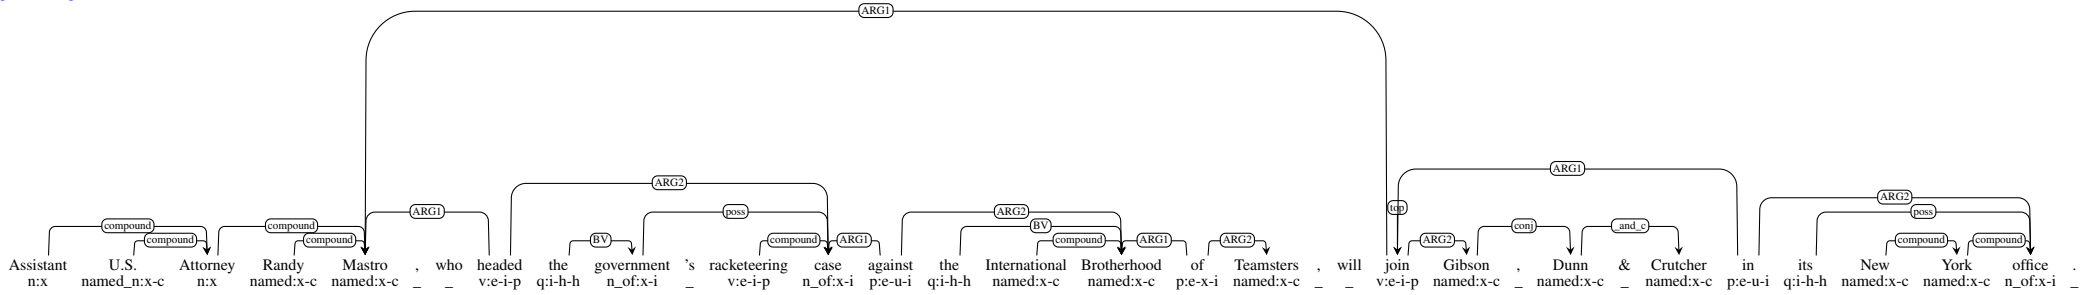 ARG1
ARG1
ARG2
ARG2
compound ARG1 poss ARG2 top poss
compound BV conj _and_c
compound compound BV compound ARG1 compound ARG1 ARG2 ARG2 compound compound
Assistant U.S. Attorney Randy Mastro , who headed the government 's racketeering case against the International Brotherhood of Teamsters , will join Gibson , Dunn & Crutcher in its New York office .
n:x named_n:x-c n:x named:x-c named:x-c _ _ v:e-i-p q:i-h-h n_of:x-i _ v:e-i-p n_of:x-i p:e-u-i q:i-h-h named:x-c named:x-c p:e-x-i named:x-c _ _ v:e-i-p named:x-c _ named:x-c _ named:x-c p:e-u-i q:i-h-h named:x-c named:x-c n_of:x-i _